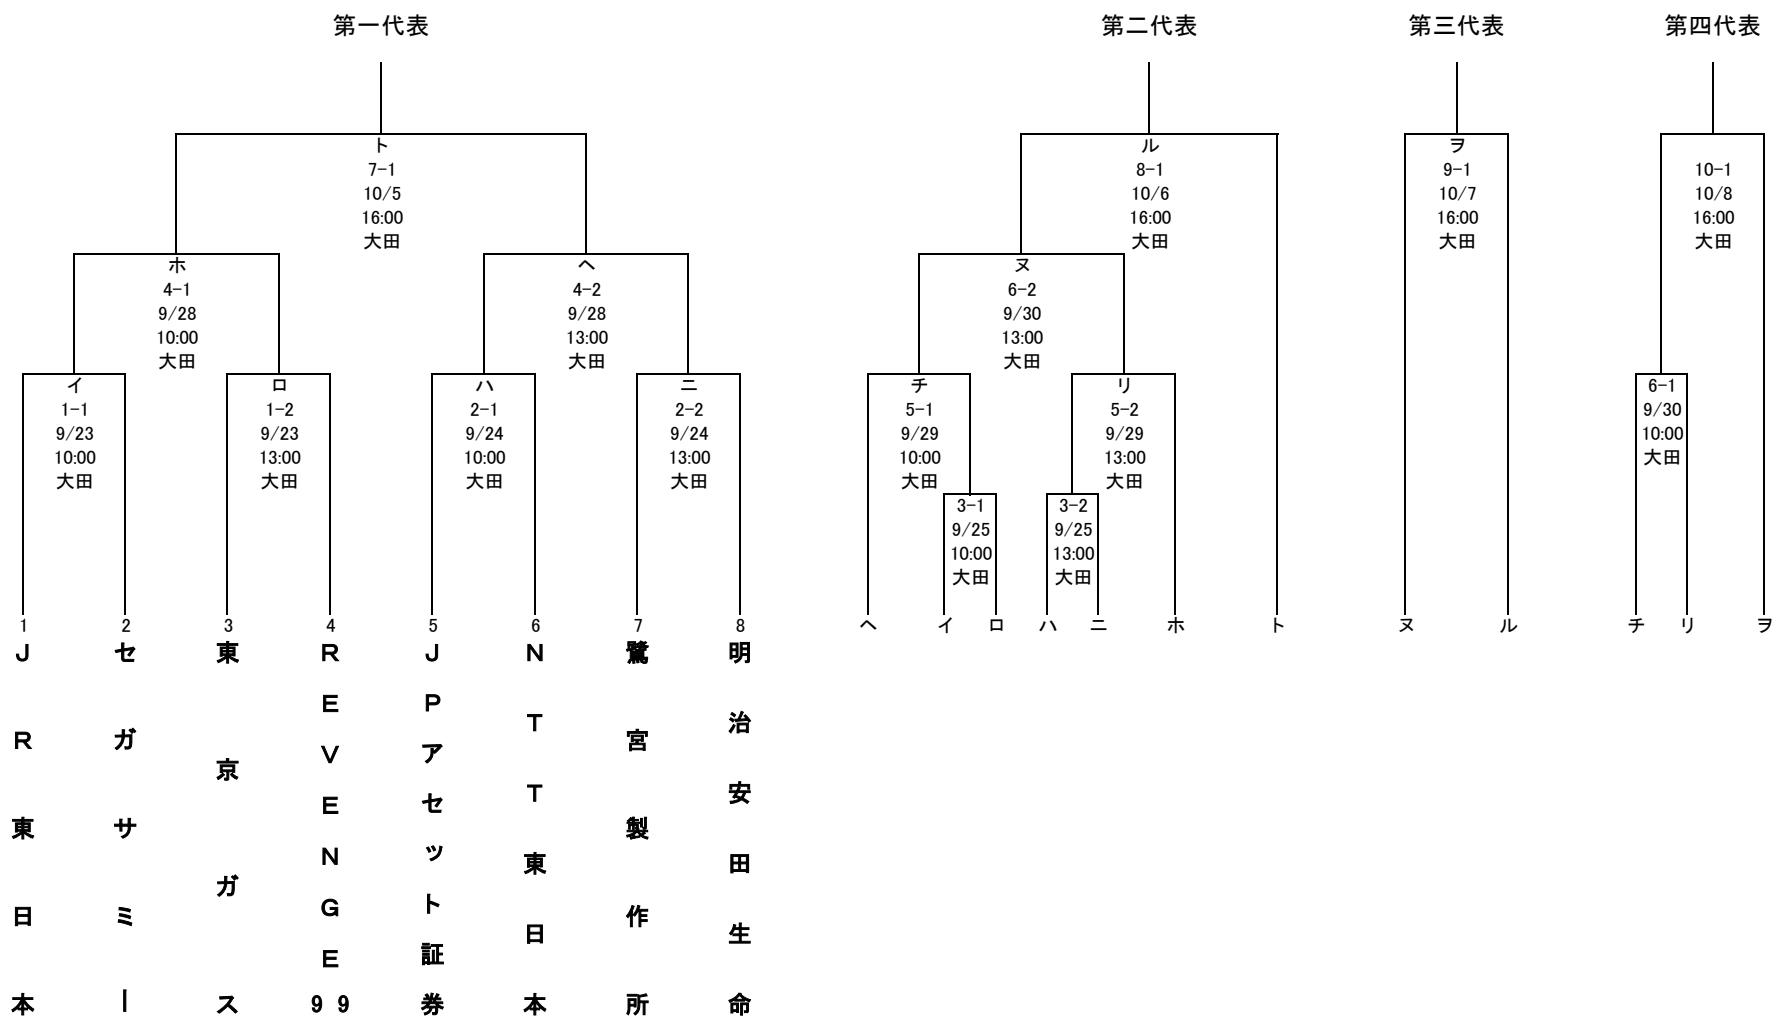 第一代表
第二代表
第三代表
第四代表
ト
7-1
10/5
16:00
大田
ル
8-1
10/6
16:00
大田
ヲ
9-1
10/7
16:00
大田
10-1
10/8
16:00
大田
ホ
4-1
9/28
10:00
大田
ヘ
4-2
9/28
13:00
大田
ヌ
6-2
9/30
13:00
大田
イ
1-1
9/23
10:00
大田
ロ
1-2
9/23
13:00
大田
ハ
2-1
9/24
10:00
大田
ニ
2-2
9/24
13:00
大田
チ
5-1
9/29
10:00
大田
リ
5-2
9/29
13:00
大田
6-1
9/30
10:00
大田
3-1
9/25
10:00
大田
3-2
9/25
13:00
大田
1 2 3 4 5 6 7 8 ヘ イ ロ ハ ニ ホ ト ヌ ル チ リ ヲ
JR東日本
セガサミー
東京ガス
REVENGE99
JPアセット証券
NTT東日本
鷺宮製作所
明治安田生命